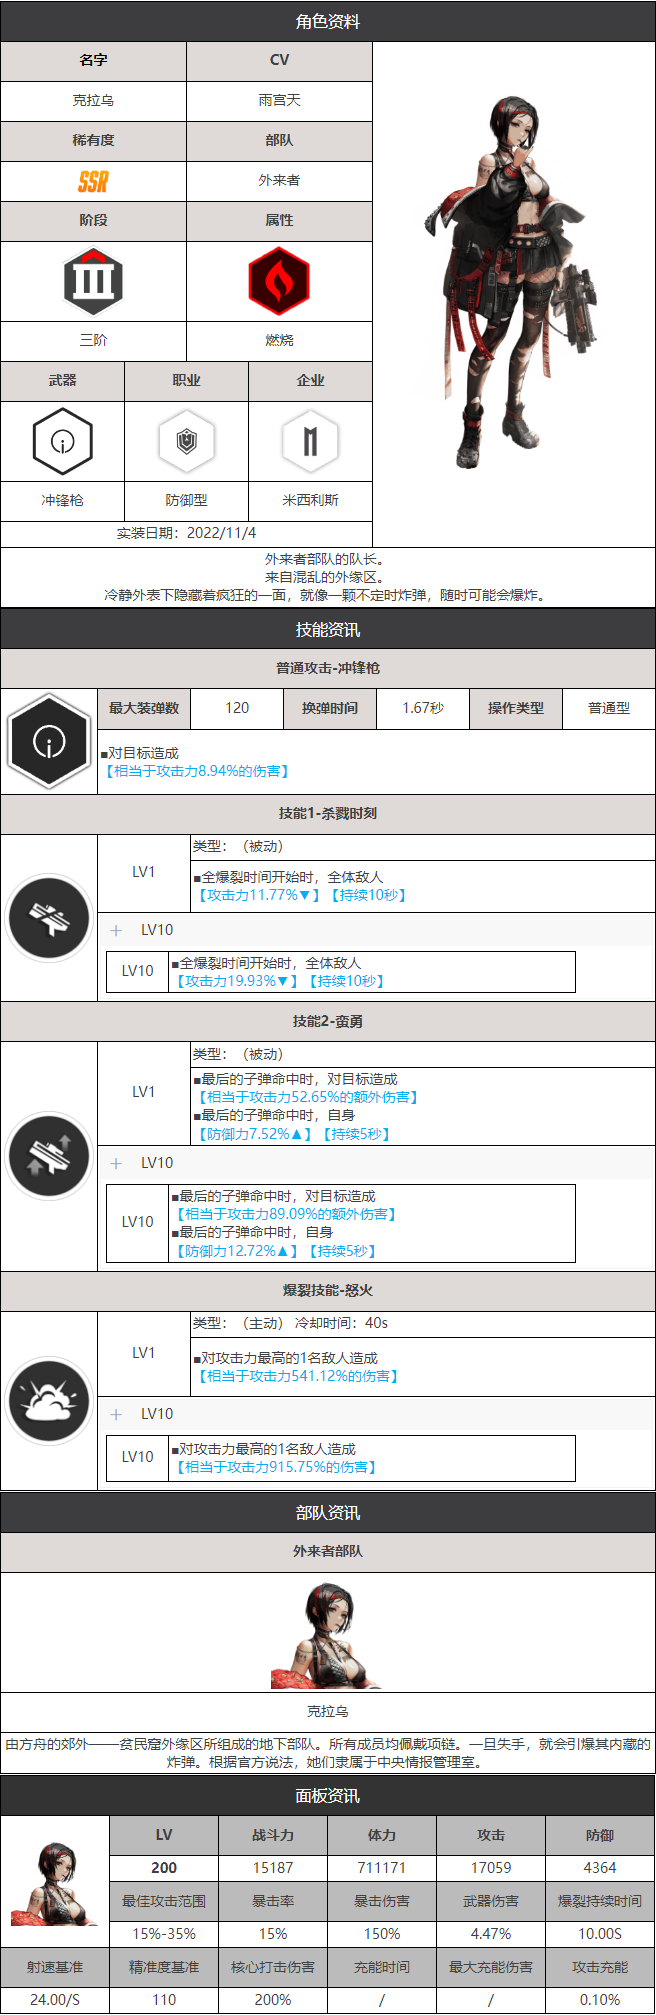 角色资料
名字 CV
克拉乌 雨宫天
稀有度 部队
SSR 外来者
阶段 属性
三阶 燃烧
武器 职业 企业
冲锋枪 防御型 米西利斯
实装日期：2022/11/4
外来者部队的队长。
来自混乱的外缘区。
冷静外表下隐藏着疯狂的一面，就像一颗不定时炸弹，随时可能会爆炸。
技能资讯
普通攻击-冲锋枪
最大装弹数 120 换弹时间 1.67秒 操作类型 普通型
■对目标造成
【相当于攻击力8.94%的伤害】
技能1-杀戮时刻
LV1
类型：（被动）
■全爆裂时间开始时，全体敌人
【攻击力11.77%▼】【持续10秒】
+ LV10
LV10
■全爆裂时间开始时，全体敌人
【攻击力19.93%▼】【持续10秒】
技能2-蛮勇
LV1
类型：（被动）
■最后的子弹命中时，对目标造成
【相当于攻击力52.65%的额外伤害】
■最后的子弹命中时，自身
【防御力7.52%▲】【持续5秒】
+ LV10
LV10
■最后的子弹命中时，对目标造成
【相当于攻击力89.09%的额外伤害】
■最后的子弹命中时，自身
【防御力12.72%▲】【持续5秒】
爆裂技能-怒火
LV1
类型：（主动） 冷却时间：40s
■对攻击力最高的1名敌人造成
【相当于攻击力541.12%的伤害】
+ LV10
LV10
■对攻击力最高的1名敌人造成
【相当于攻击力915.75%的伤害】
部队资讯
外来者部队
克拉乌
由方舟的郊外——贫民窟外缘区所组成的地下部队。所有成员均佩戴项链。一旦失手，就会引爆其内藏的
炸弹。根据官方说法，她们隶属于中央情报管理室。
面板资讯
LV 战斗力 体力 攻击 防御
200 15187 711171 17059 4364
最佳攻击范围 暴击率 暴击伤害 武器伤害 爆裂持续时间
15%-35% 15% 150% 4.47% 10.00S
射速基准 精准度基准 核心打击伤害 充能时间 最大充能伤害 攻击充能
24.00/S 110 200% / / 0.10%